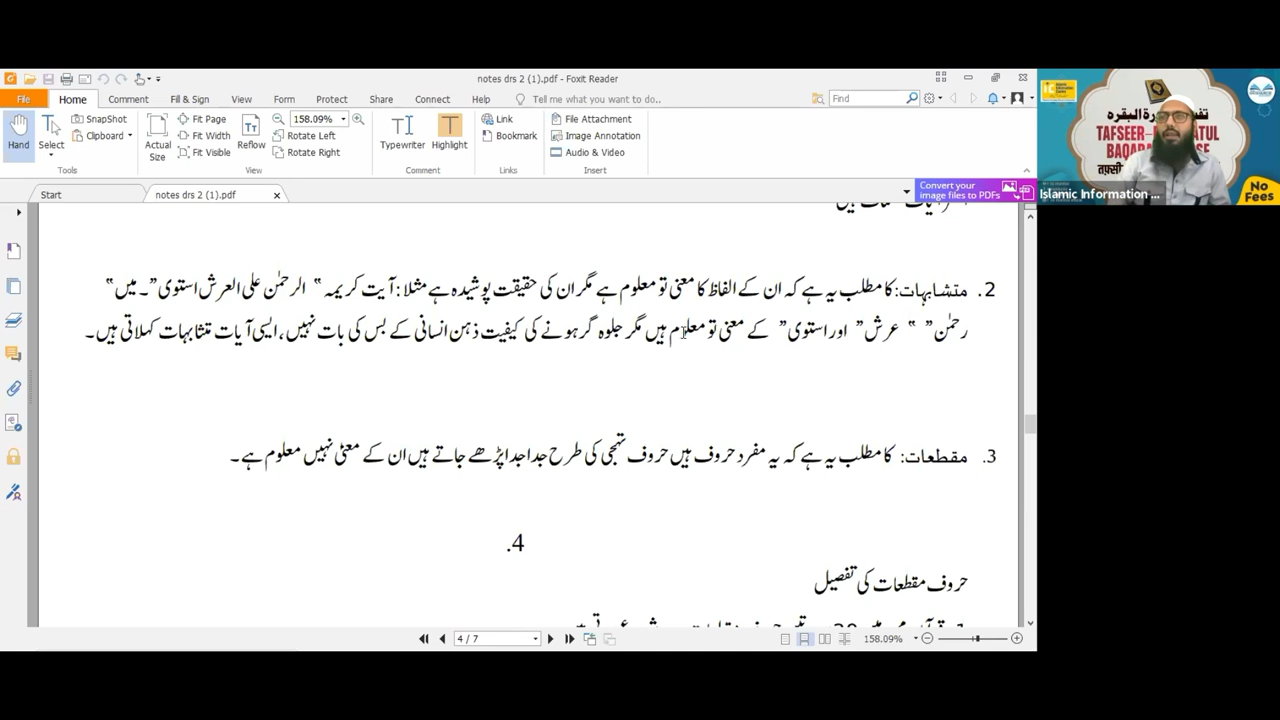 notes drs 2 (1).pdf - Foxit Reader
File Home Comment Fill & Sign View Form Protect Share Connect Help Tell me what you want to do.. Find
Hand
Select
SnapShot
Clipboard
Tools
Actual Size
Fit Page
Fit Width
Fit Visible
Reflow
158.09%
Rotate Left
Rotate Right
View
Typewriter
Highlight
Comment
Link
Bookmark
Links
File Attachment
Image Annotation
Audio & Video
Insert
Start
notes drs 2 (1).pdf
Convert your image files to PDFs
2. متشابہات: کا مطلب یہ ہے کہ ان کے الفاظ کا معنی تو معلوم ہے مگر ان کی حقیقت پوشیدہ ہے مثلا: آیت کریمہ “ الرحمٰن علی العرش استوی”۔ میں “
رحمٰن” “ عرش” اور استوی” کے معنی تو معلوم ہیں مگر جلوہ گر ہونے کی کیفیت ذہن انسانی کے بس کی بات نہیں، ایسی آیات متشابہات کہلاتی ہیں۔
3. مقطعات: کا مطلب یہ ہے کہ یہ مفرد حروف ہیں حروف تہجی کی طرح جدا جدا پڑھے جاتے ہیں ان کے معنٰی نہیں معلوم ہے۔
4.
حروف مقطعات کی تفصیل
4 / 7
158.09%
تفسير سورة البقره
TAFSEER-
BAQARA
No Fees
Islamic Information ...